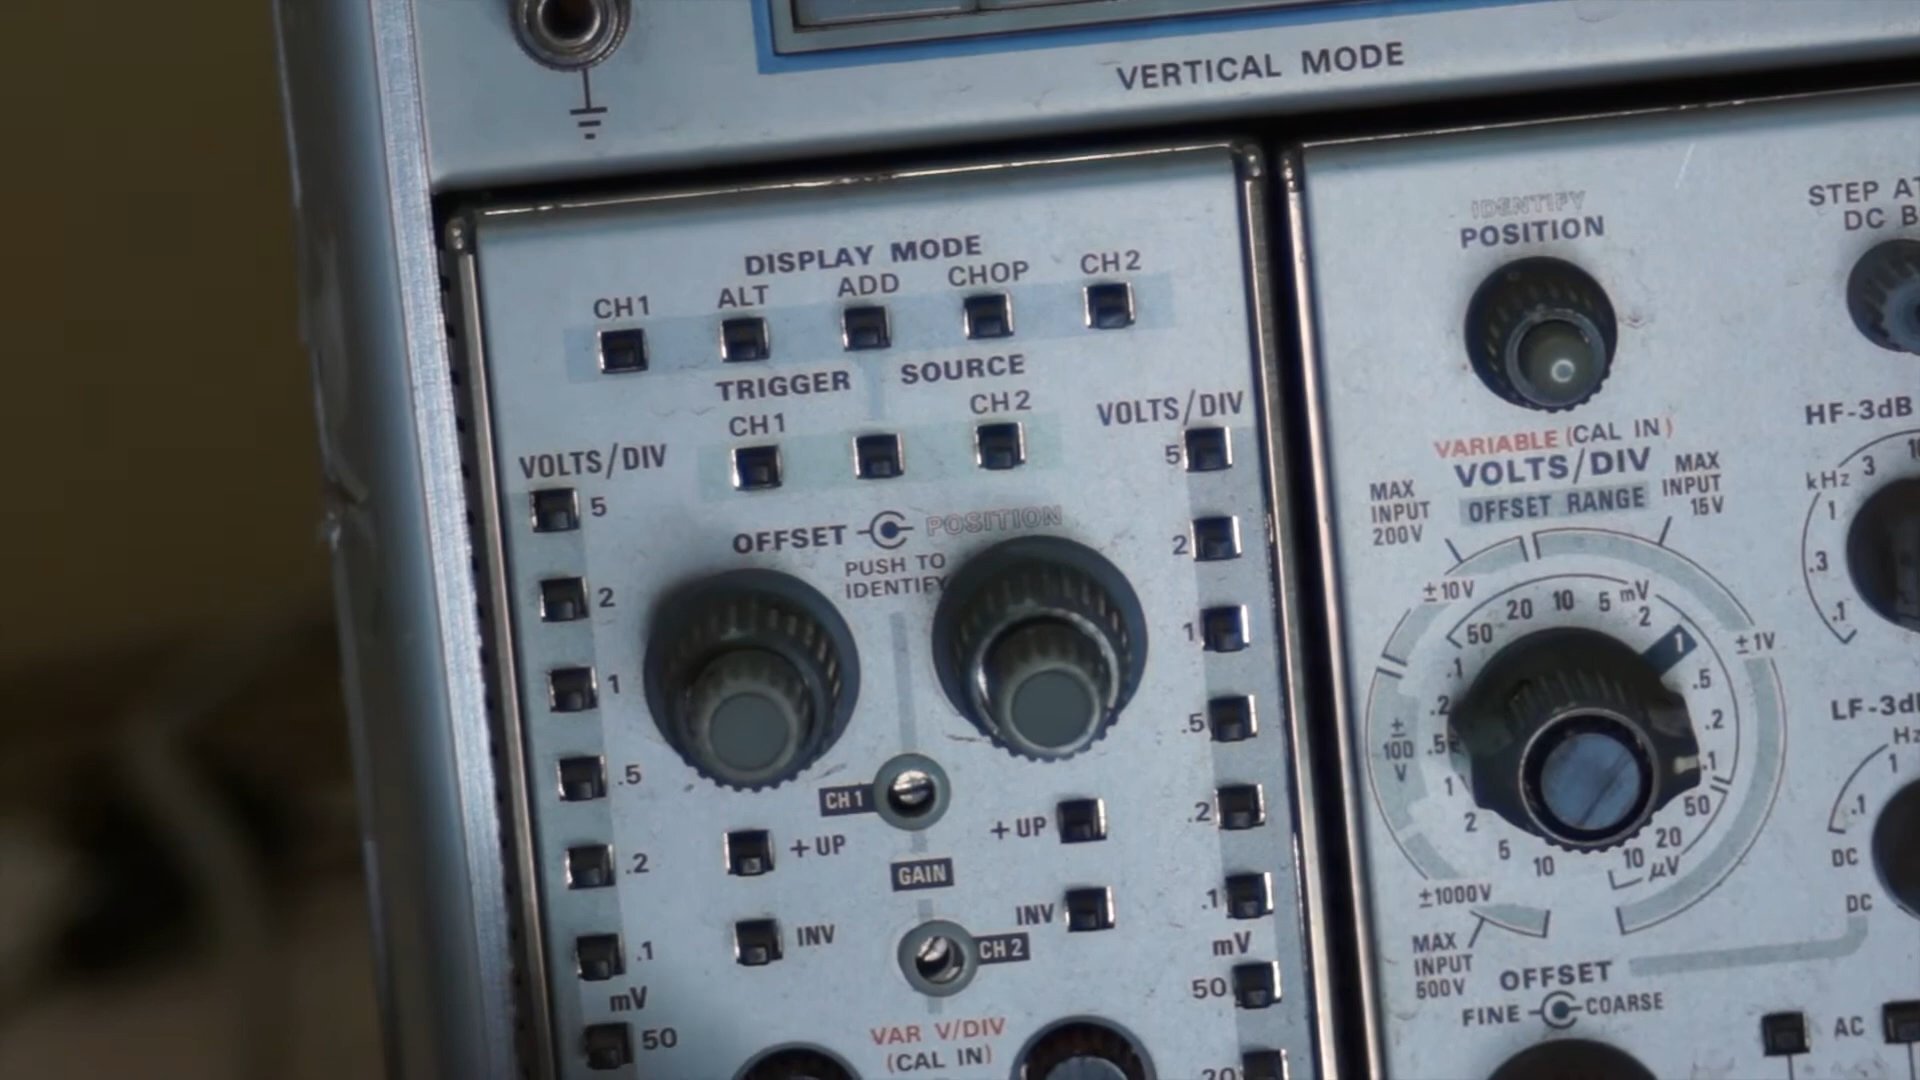 VERTICAL MODE
DISPLAY MODE
CH1 ALT ADD CHOP CH2
TRIGGER SOURCE
CH1 CH2
VOLTS/DIV
5
2
1
.5
.2
.1
mV
50
VOLTS/DIV
5
2
1
.5
.2
.1
mV
50
20
OFFSET POSITION
PUSH TO
IDENTIFY
CH1
+UP
+UP
GAIN
INV
INV
CH2
VAR V/DIV
(CAL IN)
IDENTIFY
POSITION
VARIABLE (CAL IN)
VOLTS/DIV
OFFSET RANGE
MAX
INPUT
200V
MAX
INPUT
15V
±10V
±1V
±
100
V
±1000V
50 20 10 5 mV 2 1
.1
.2
.5
1
2
5
10
.5
.2
.1
50
20
10
µV
MAX
INPUT
500V
OFFSET
FINE COARSE
STEP
DC
HF-3dB
kHz
3
1
.3
.1
LF-3dB
Hz
1
.1
DC
DC
AC